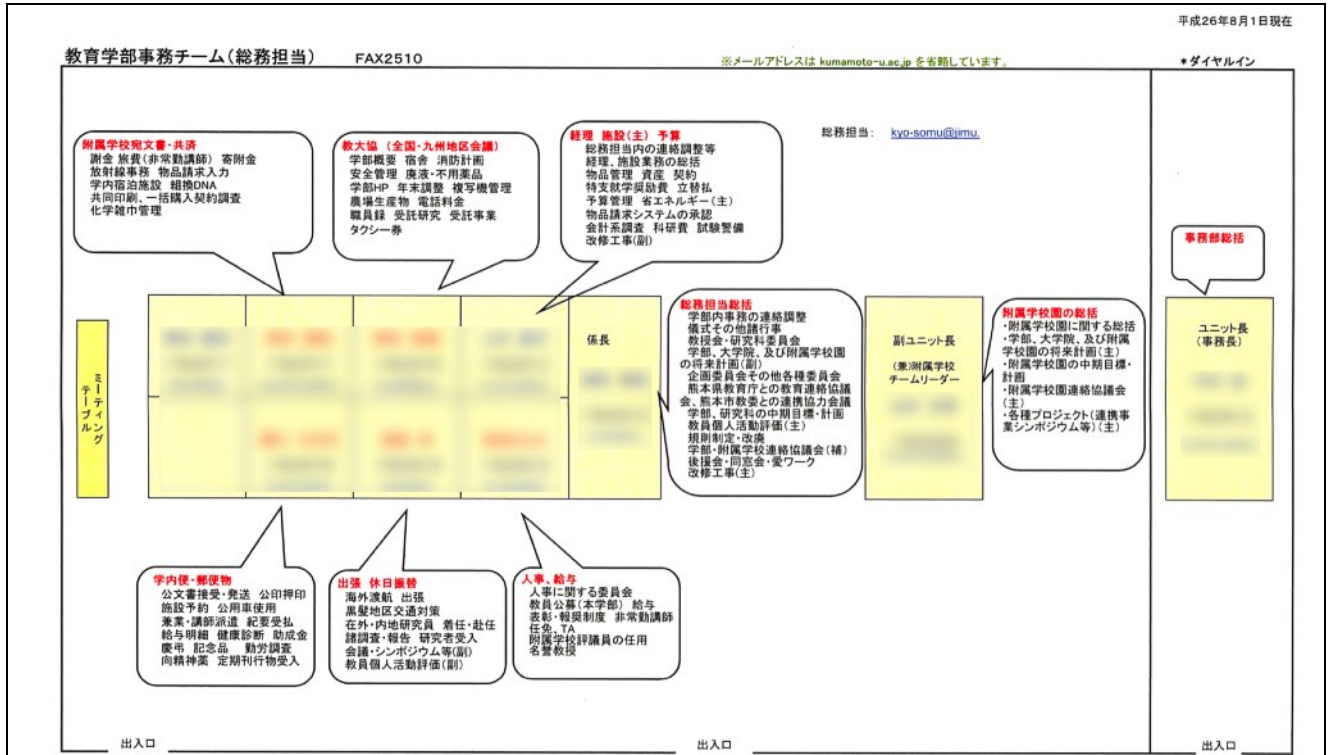 平成26年8月1日現在
教育学部事務チーム(総務担当) FAX2510
※メールアドレスは kumamoto-u.ac.jp を省略しています。
*ダイヤルイン
総務担当: kyo-somu@jimu.
附属学校宛文書・共済
謝金 旅費(非常勤講師) 寄附金
放射線事務 物品請求入力
学内宿泊施設 組換DNA
共同印刷、一括購入契約調査
化学雑巾管理
教大協 (全国・九州地区会議)
学部概要 宿舎 消防計画
安全管理 廃液・不用薬品
学部HP 年末調整 複写機管理
農場生産物 電話料金
職員録 受託研究 受託事業
タクシー券
経理 施設(主) 予算
総務担当内の連絡調整等
経理、施設業務の総括
物品管理 資産 契約
特支就学奨励費 立替払
予算管理 省エネルギー(主)
物品請求システムの承認
会計系調査 科研費 試験警備
改修工事(副)
事務部総括
ミーティング
テーブル
係長
総務担当総括
学部内事務の連絡調整
儀式その他諸行事
教授会・研究科委員会
学部、大学院、及び附属学校園
の将来計画(副)
企画委員会その他各種委員会
熊本県教育庁との教育連絡協議
会、熊本市教委との連携協力会議
学部、研究科の中期目標・計画
教員個人活動評価(主)
規則制定・改廃
学部・附属学校連絡協議会(補)
後援会・同窓会・愛ワーク
改修工事(主)
副ユニット長
(兼)附属学校
チームリーダー
附属学校園の総括
・附属学校園に関する総括
・学部、大学院、及び附属
学校園の将来計画(主)
・附属学校園の中期目標・
計画
・附属学校園連絡協議会
(主)
・各種プロジェクト(連携事
業シンポジウム等)(主)
ユニット長
(事務長)
学内便・郵便物
公文書接受・発送 公印押印
施設予約 公用車使用
兼業・講師派遣 紀要受払
給与明細 健康診断 助成金
慶弔 記念品 勤労調査
向精神薬 定期刊行物受入
出張 休日振替
海外渡航 出張
黒髪地区交通対策
在外・内地研究員 着任・赴任
諸調査・報告 研究者受入
会議・シンポジウム等(副)
教員個人活動評価(副)
人事、給与
人事に関する委員会
教員公募(本学部) 給与
表彰・報奨制度 非常勤講師
任免、TA
附属学校評議員の任用
名誉教授
出入口
出入口
出入口